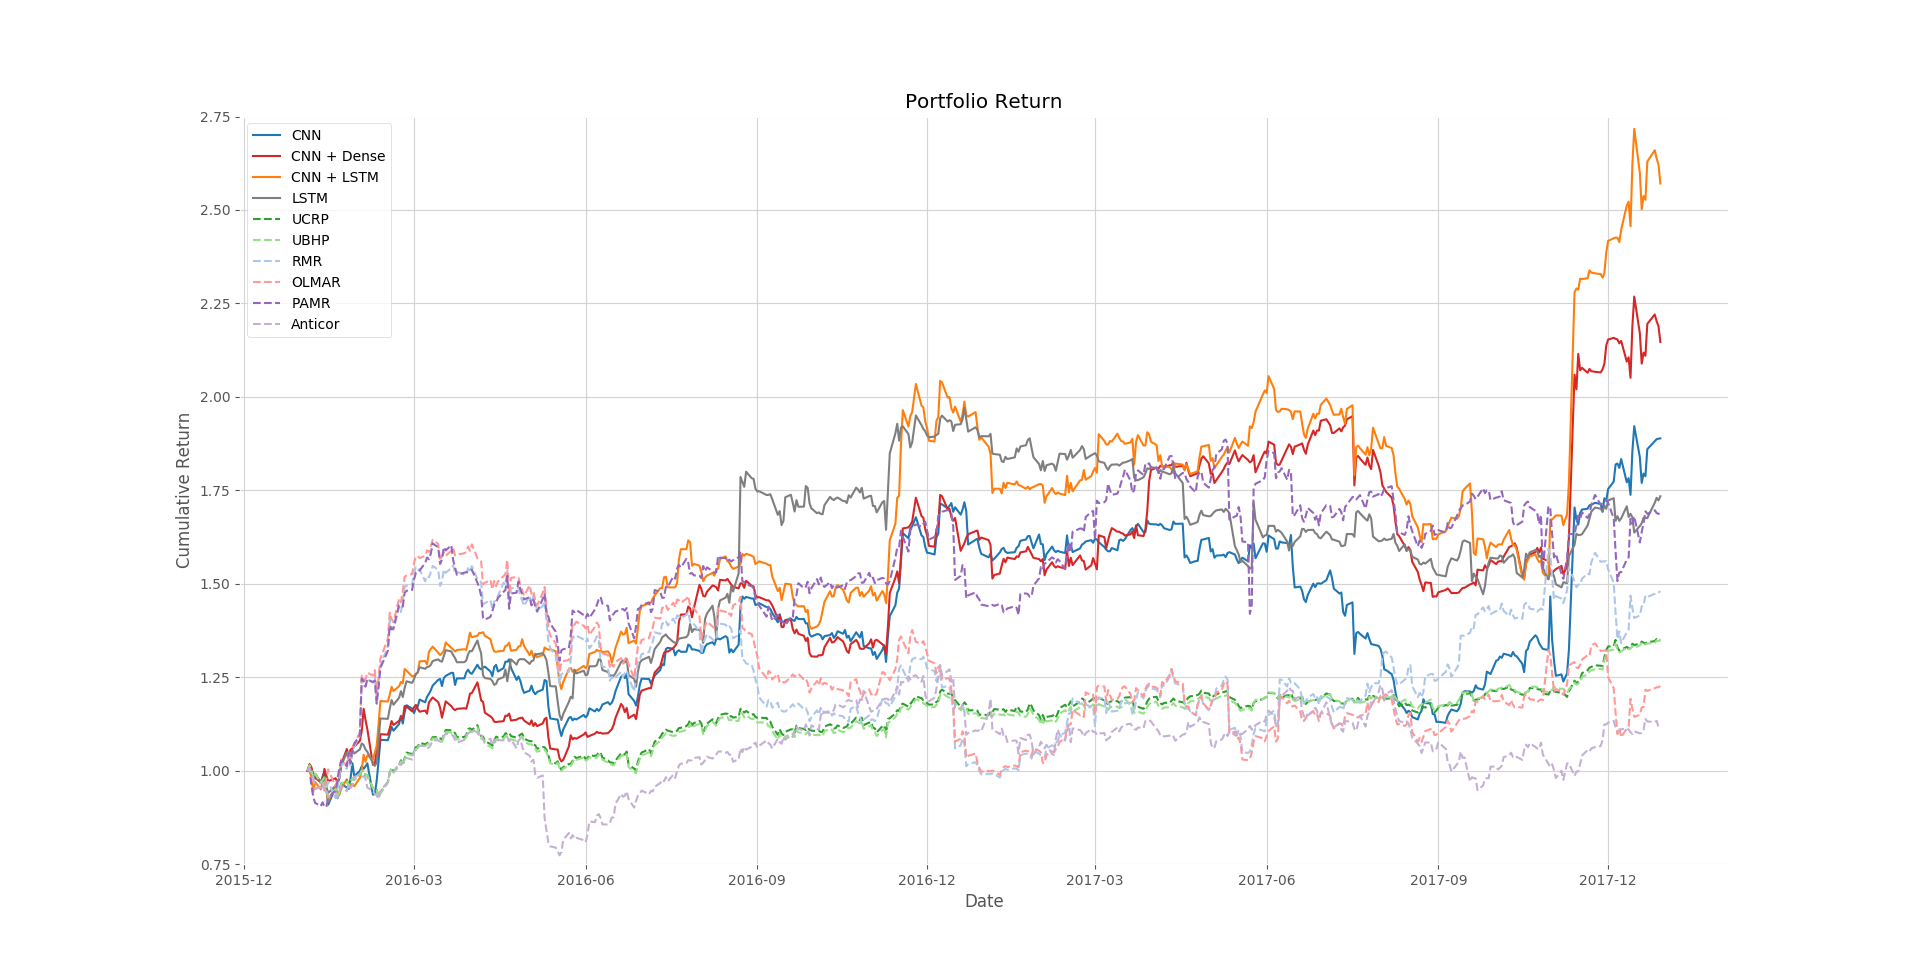 Portfolio Return
2.75
2.50
2.25
2.00
1.75
1.50
1.25
1.00
0.75
Cumulative Return
CNN
CNN + Dense
CNN + LSTM
LSTM
UCRP
UBHP
RMR
OLMAR
PAMR
Anticor
2015-12 2016-03 2016-06 2016-09 2016-12 2017-03 2017-06 2017-09 2017-12
Date